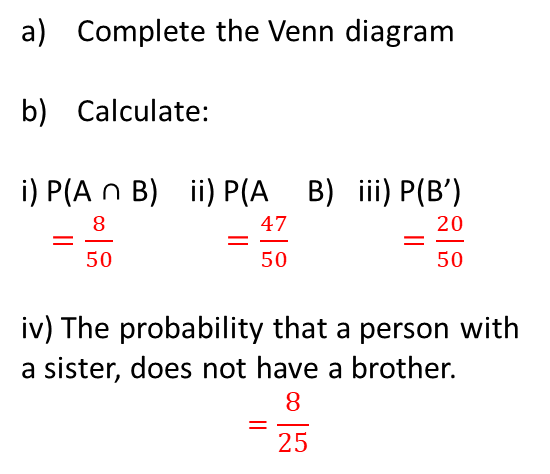 a) Complete the Venn diagram
b) Calculate:
i) P(A ∩ B) ii) P(A B) iii) P(B’)
= 8/50 = 47/50 = 20/50
iv) The probability that a person with
a sister, does not have a brother.
= 8/25